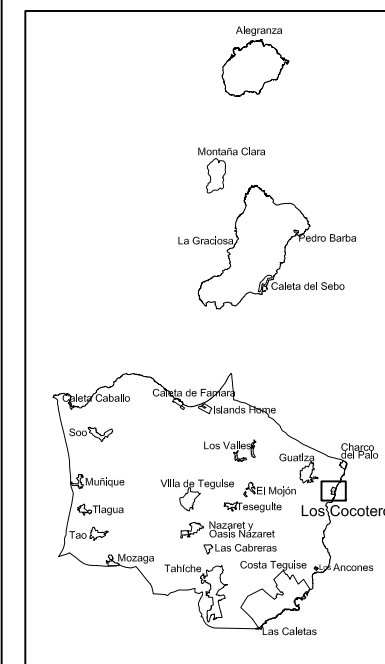 Alegranza
Montaña Clara
La Graciosa
Pedro Barba
Caleta del Sebo
Caleta Caballo
Caleta de Famara
Islands Home
Soo
Los Valles
Guatiza
Charco
del Palo
Muñique
Villa de Teguise
El Mojón
Los Cocotero
Tlagua
Teseguite
Tao
Nazaret y
Oasis Nazaret
Las Cabreras
Mozaga
Tahíche
Costa Teguise
Los Ancones
Las Caletas